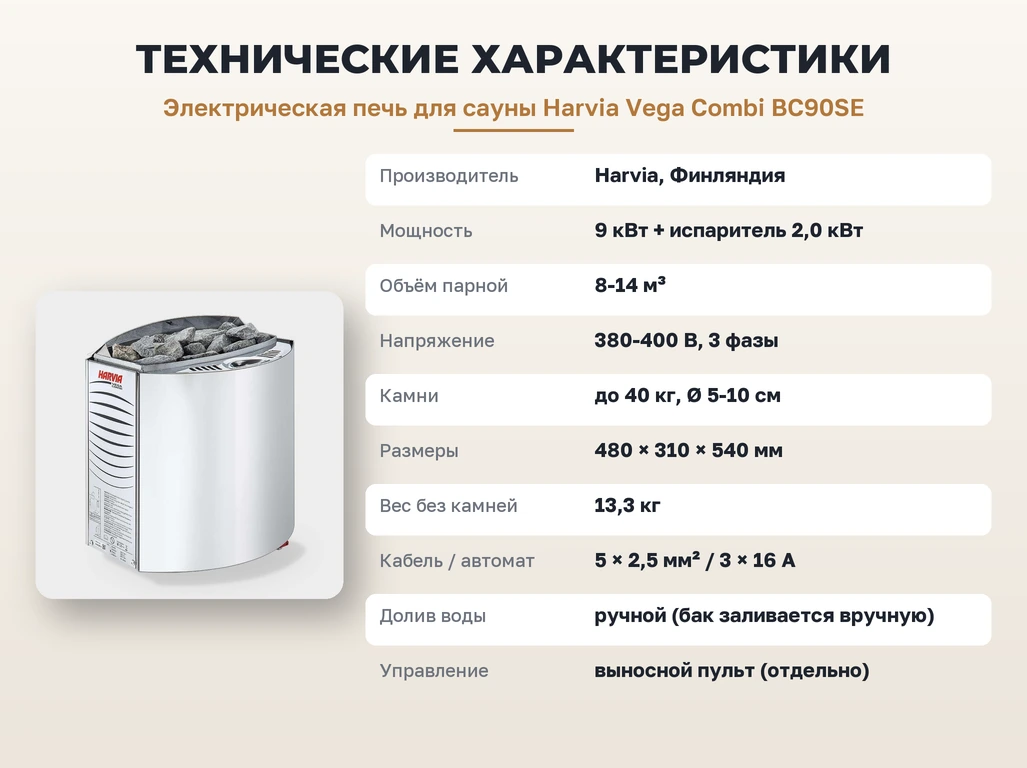 ТЕХНИЧЕСКИЕ ХАРАКТЕРИСТИКИ
Электрическая печь для сауны Harvia Vega Combi BC90SE
Производитель Harvia, Финляндия
Мощность 9 кВт + испаритель 2,0 кВт
Объём парной 8-14 м³
Напряжение 380-400 В, 3 фазы
HARVIA
Камни до 40 кг, Ø 5-10 см
Размеры 480 × 310 × 540 мм
Вес без камней 13,3 кг
Кабель / автомат 5 × 2,5 мм² / 3 × 16 А
Долив воды ручной (бак заливается вручную)
Управление выносной пульт (отдельно)